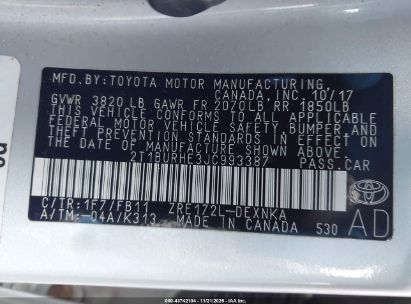 MFD. BY: TOYOTA MOTOR MANUFACTURING
CANADA, INC. 10/17
GVWR 3820 LB GAWR FR 2070LB RR 1850LB
THIS VEHICLE CONFORMS TO ALL APPLICABLE
FEDERAL MOTOR VEHICLE SAFETY, BUMPER, AND
THEFT PREVENTION STANDARDS IN EFFECT ON
THE DATE OF MANUFACTURE SHOWN ABOVE.
2T1BURHE3JC993387 PASS. CAR
C/TR: 1F7/FB11 ZRE172L-DEXNKA
A/TM: -04A/K313 MADE IN CANADA 530
AD
TOYOTA